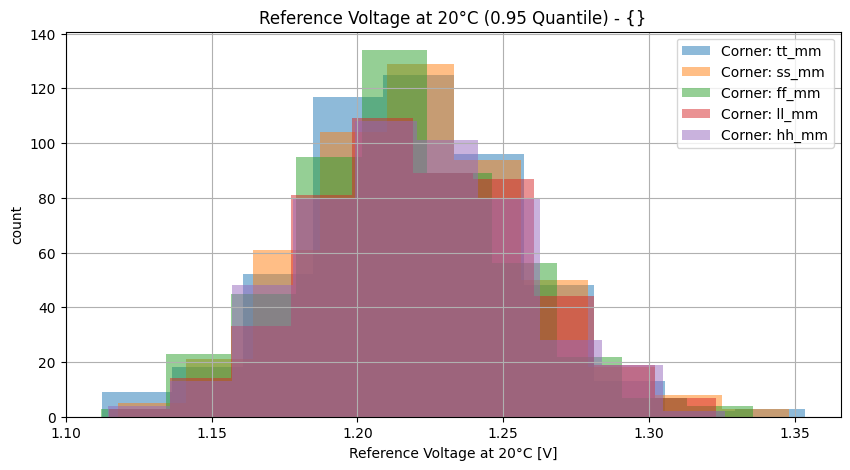 Reference Voltage at 20°C (0.95 Quantile) - {}
140
120
100
80
60
40
20
0
count
1.10
1.15
1.20
1.25
1.30
1.35
Reference Voltage at 20°C [V]
Corner: tt_mm
Corner: ss_mm
Corner: ff_mm
Corner: ll_mm
Corner: hh_mm